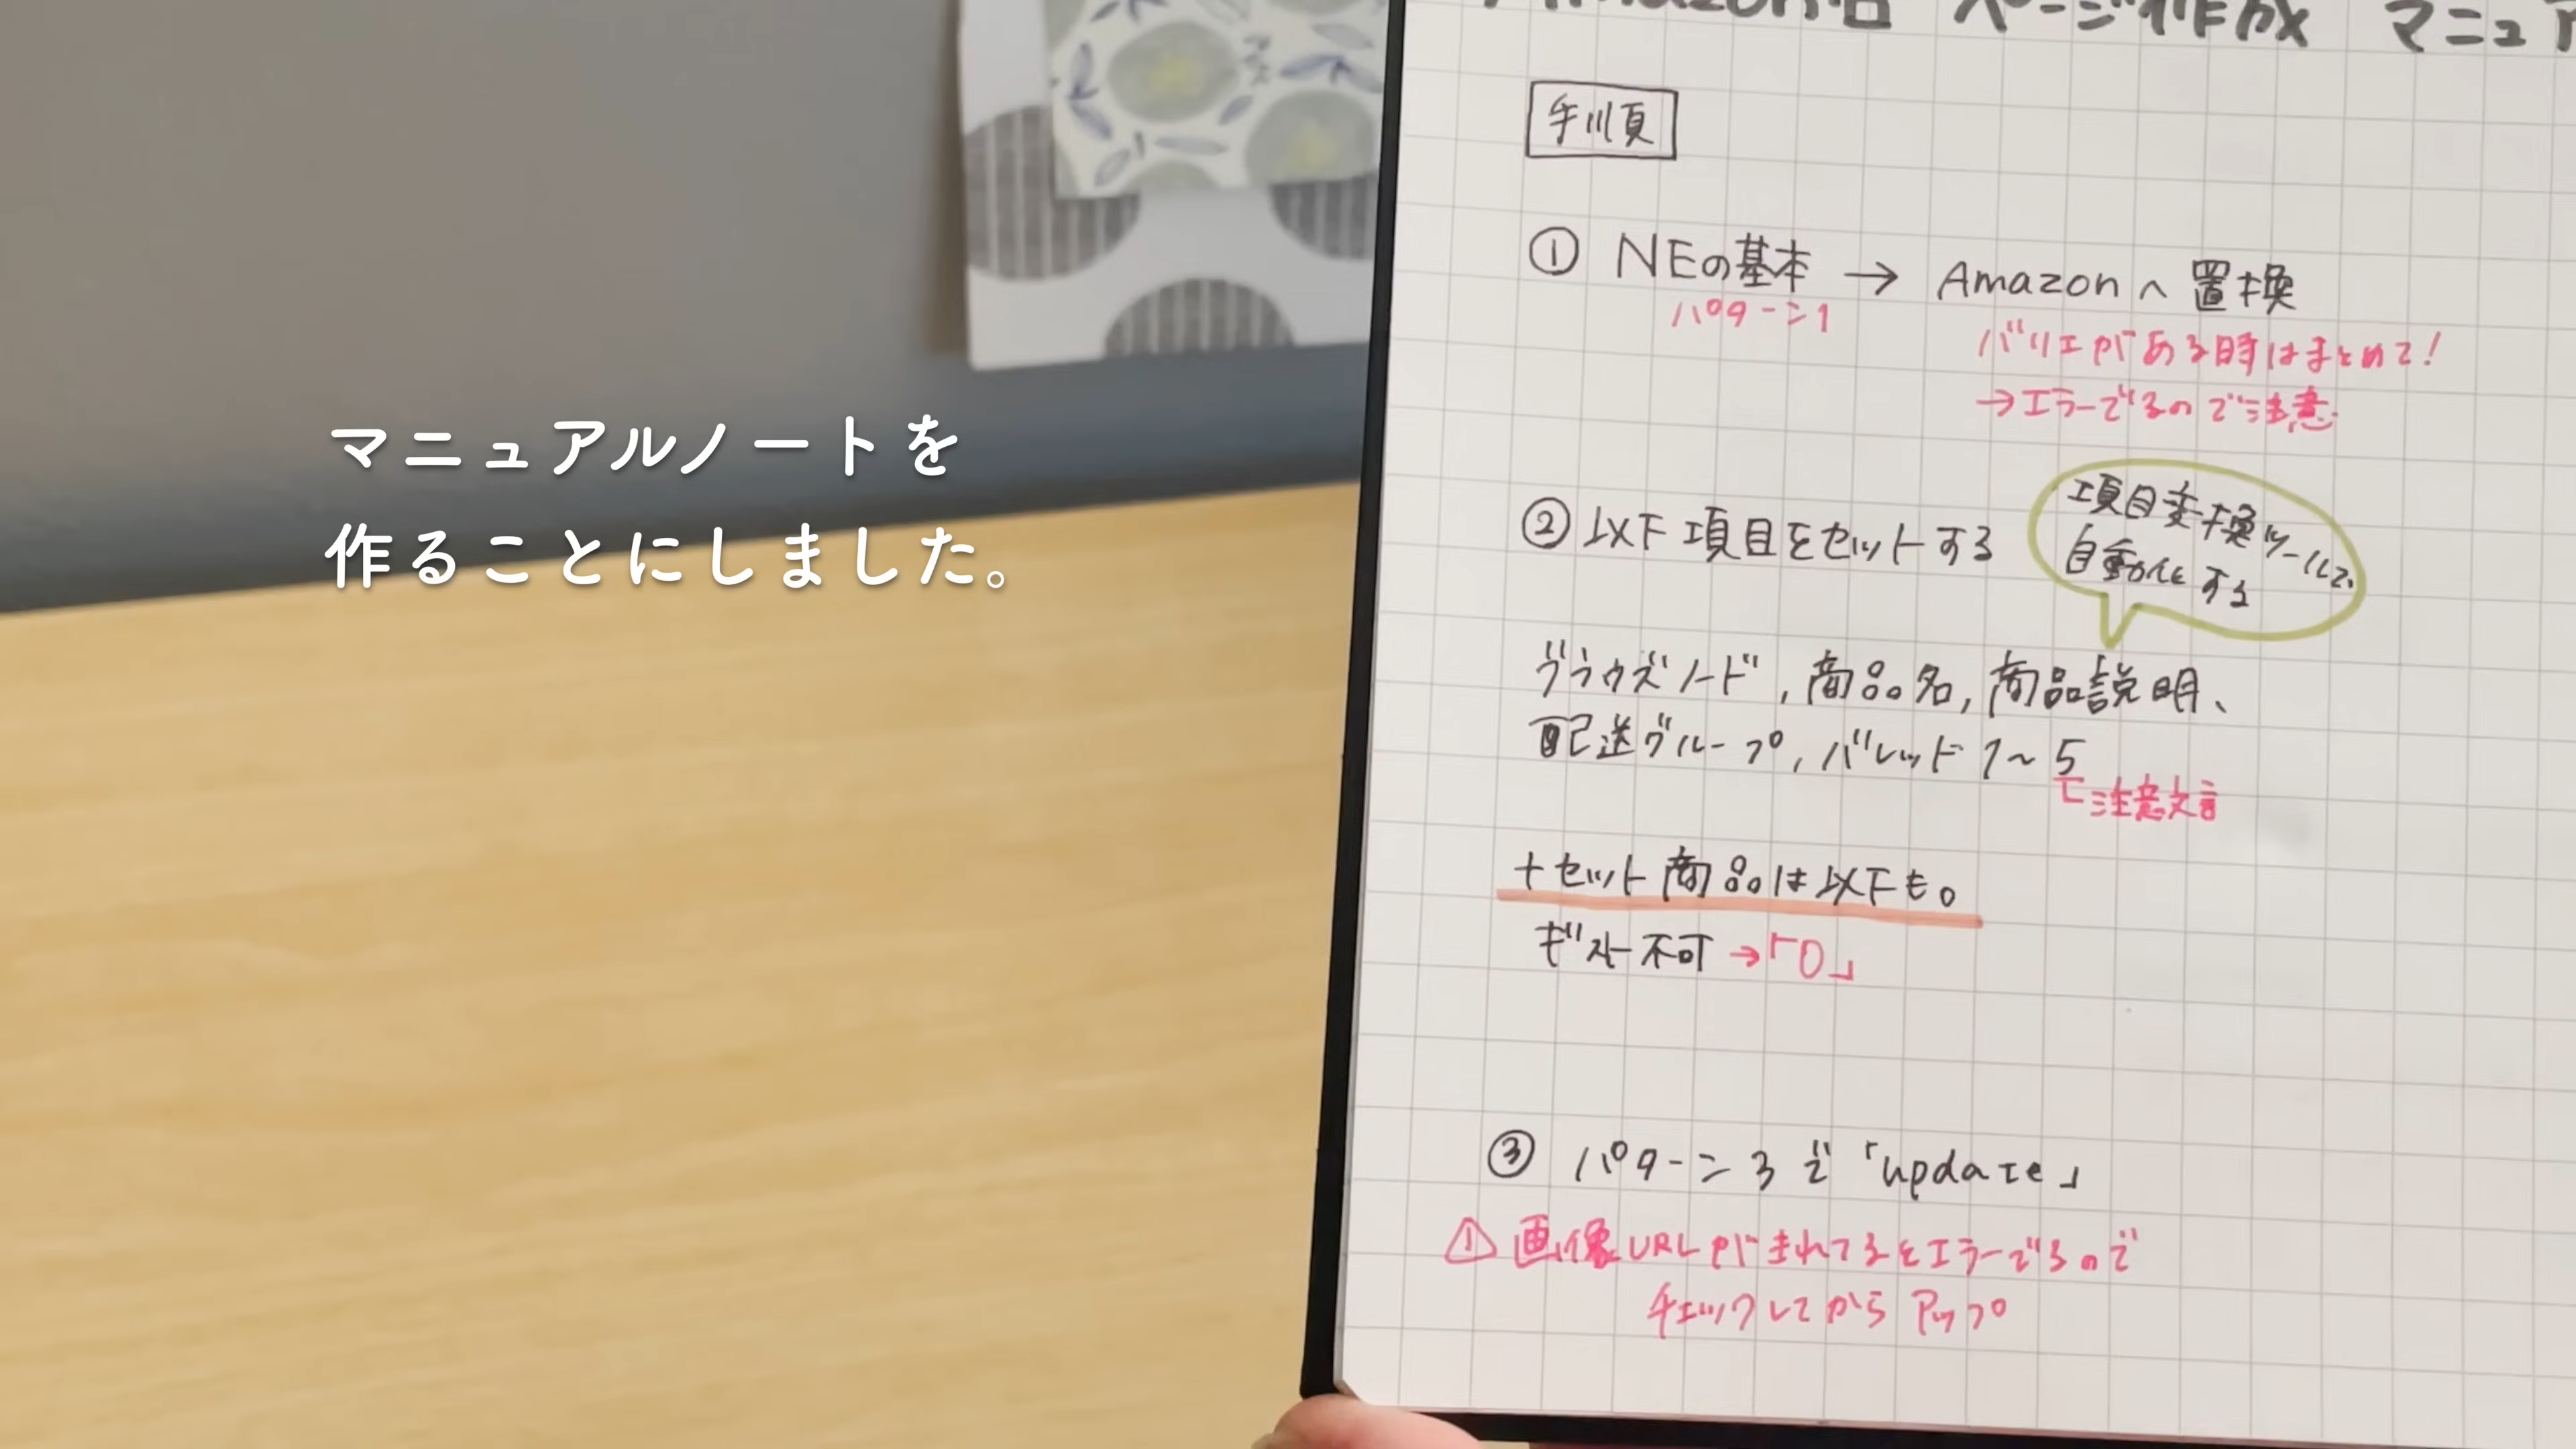 マニュアルノートを
作ることにしました。
ページ作成 マニュア
手順
① NEの基本 → Amazonへ置換
パターン1
バリエがある時はまとめて!
→エラーでるので注意
② 以下項目をセットする
項目変換ツールで、
自動化する
ブラウズノード, 商品名, 商品説明、
配送グループ, バレッド1〜5
注意文言
+セット商品は以下も。
ギフト不可→「0」
③ パターン3で「update」
⚠ 画像URLがきれてるとエラーでるので
チェックしてからアップ